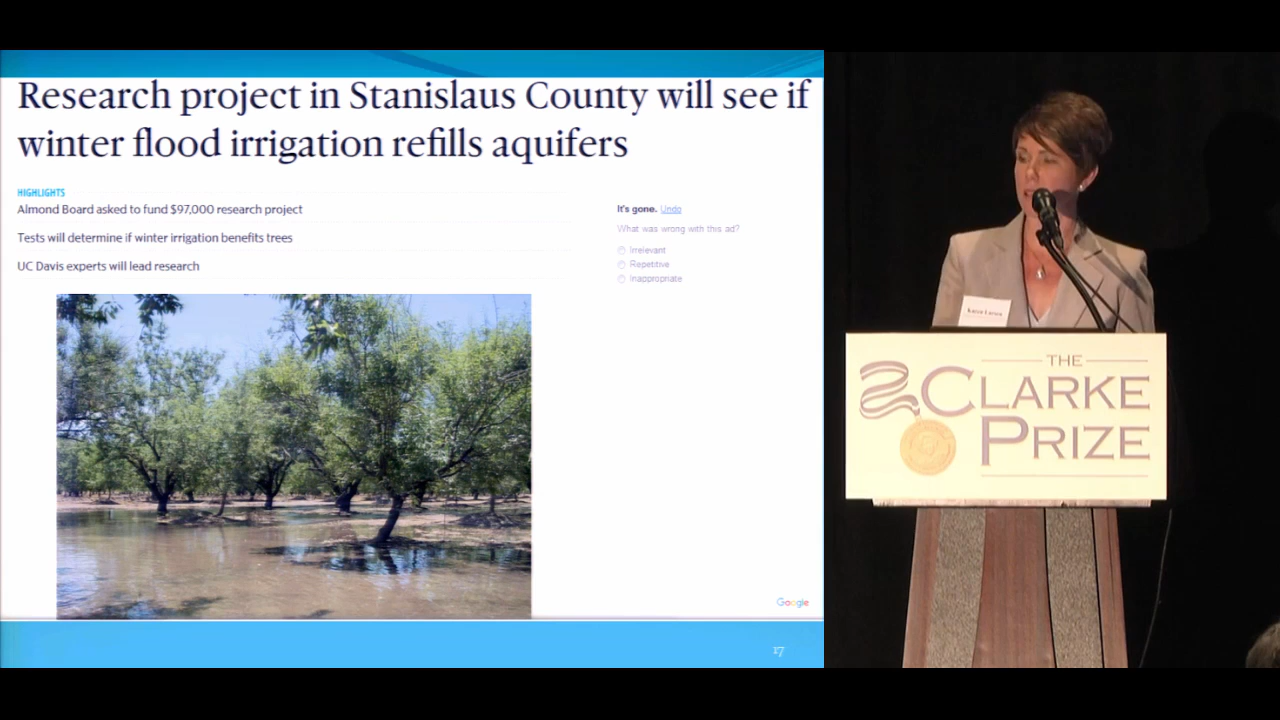 Research project in Stanislaus County will see if
winter flood irrigation refills aquifers
HIGHLIGHTS
Almond Board asked to fund $97,000 research project
Tests will determine if winter irrigation benefits trees
UC Davis experts will lead research
It's gone. Undo
What was wrong with this ad?
Irrelevant
Repetitive
Inappropriate
Google
17
THE
CLARKE
PRIZE